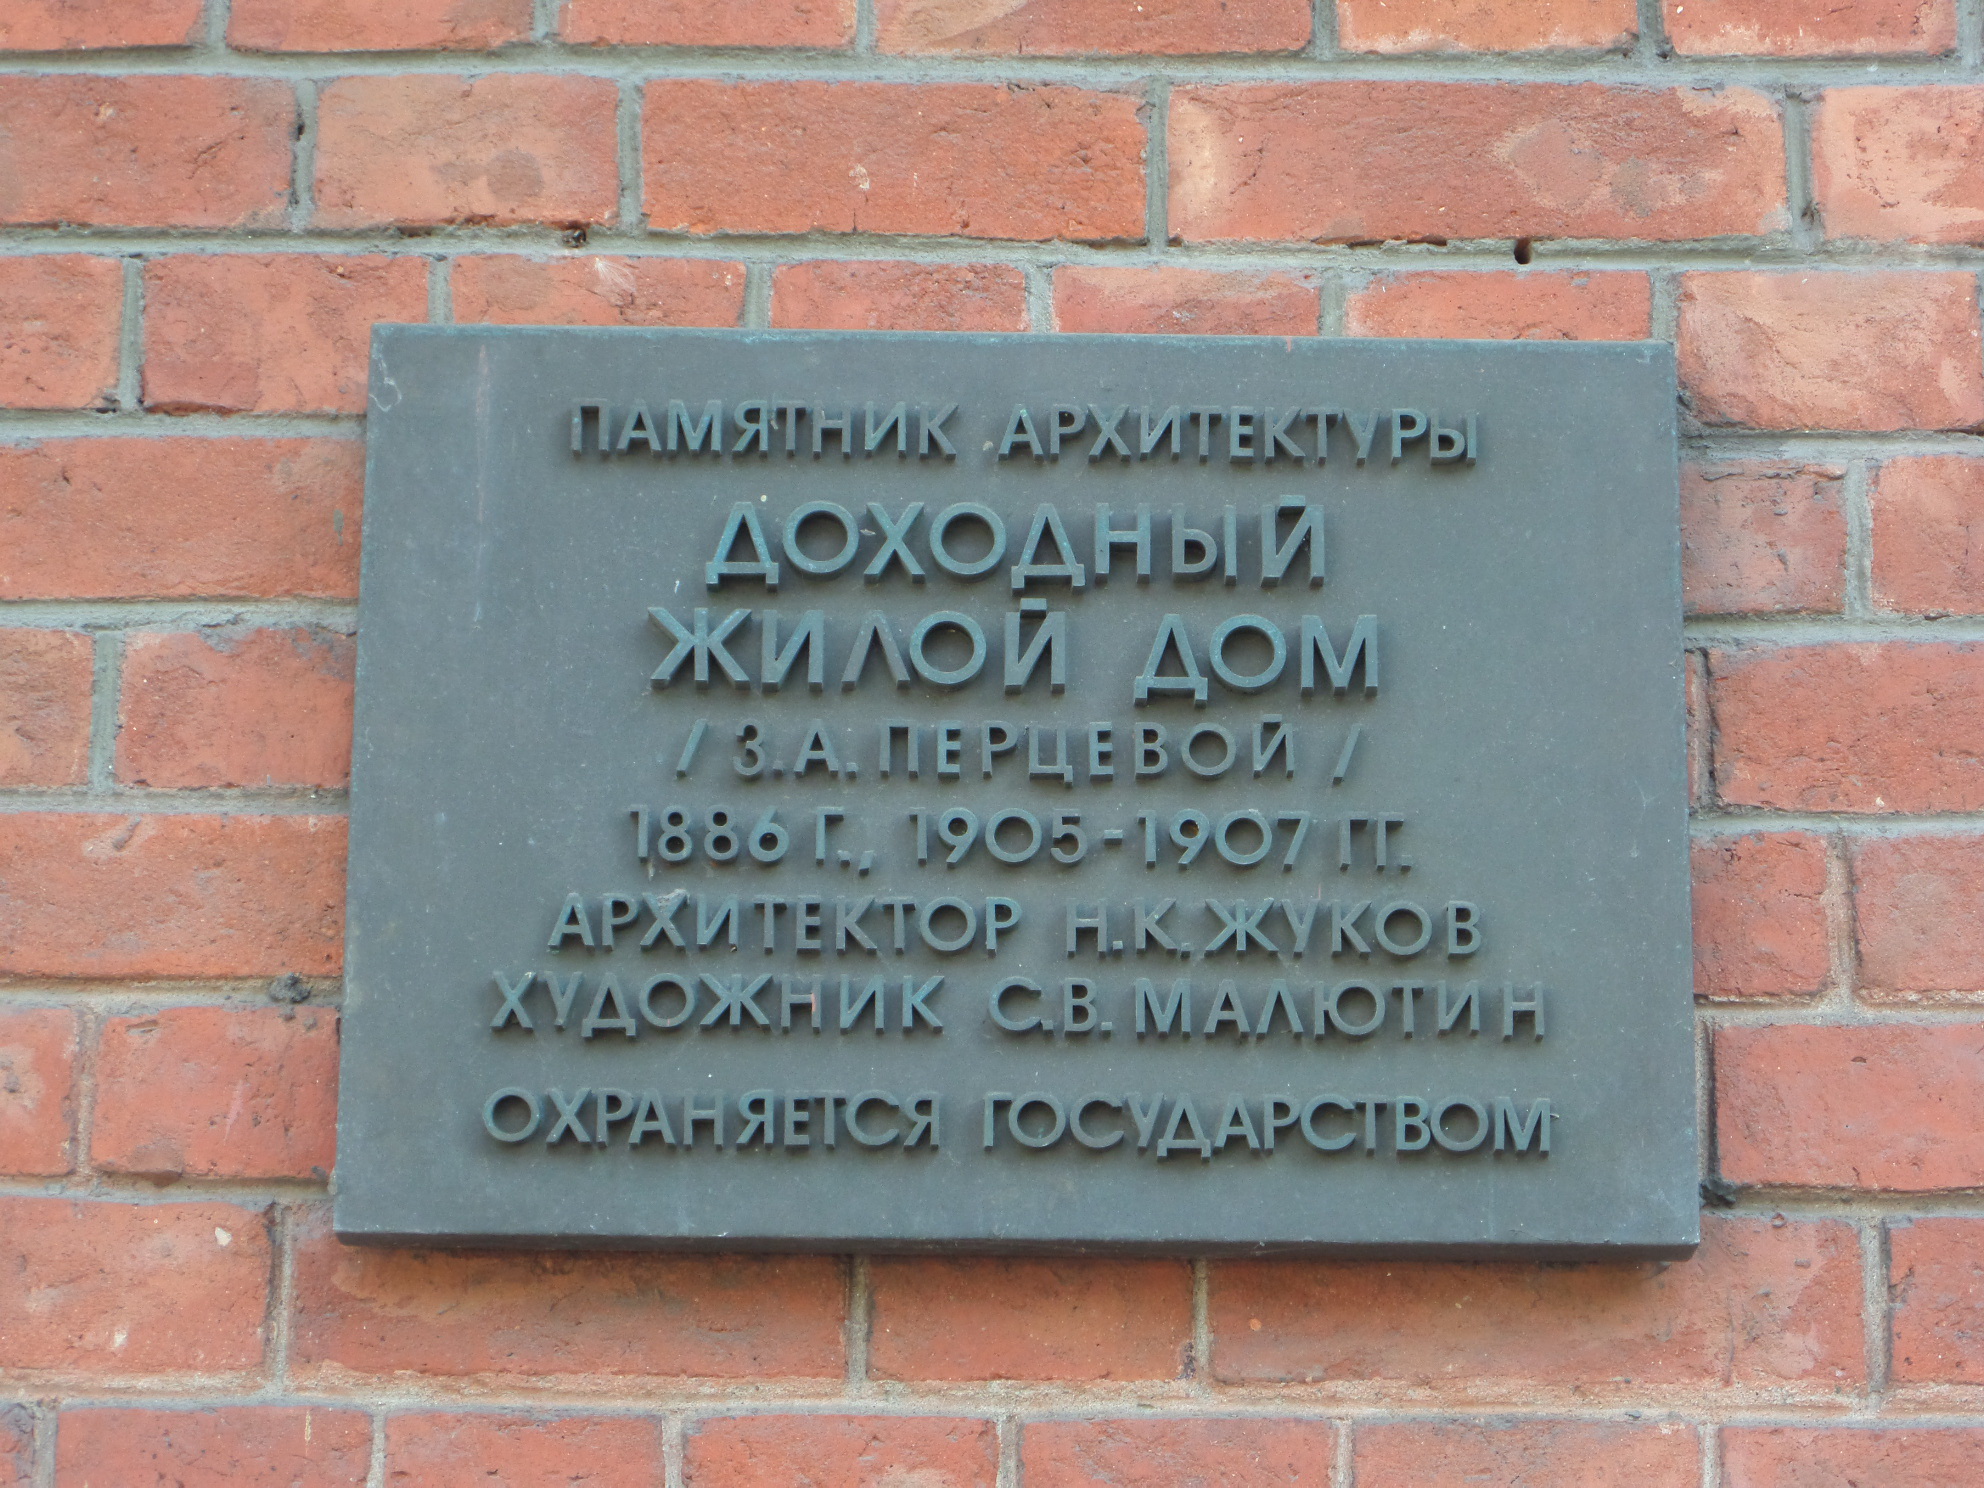 ПАМЯТНИК АРХИТЕКТУРЫ
ДОХОДНЫЙ
ЖИЛОЙ ДОМ
/З.А. ПЕРЦЕВОЙ/
1886 Г., 1905-1907 ГГ.
АРХИТЕКТОР Н.К. ЖУКОВ
ХУДОЖНИК С.В. МАЛЮТИН
ОХРАНЯЕТСЯ ГОСУДАРСТВОМ